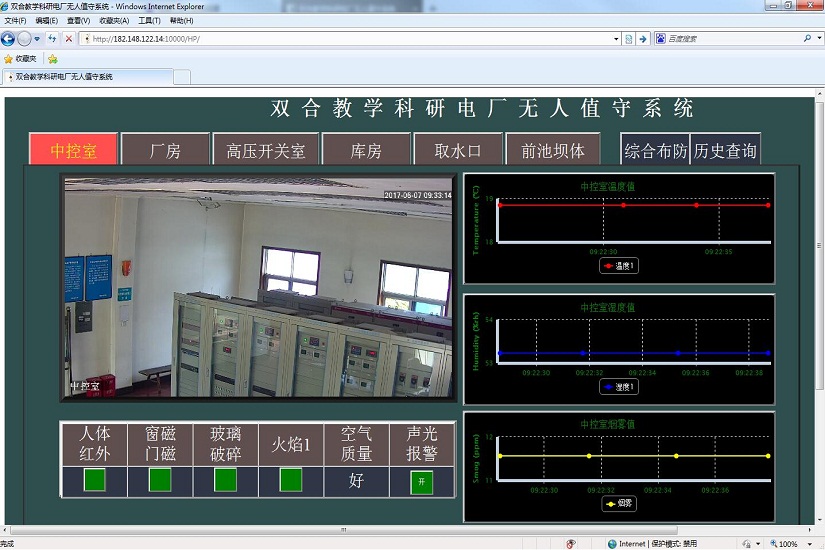 双合教学科研电厂无人值守系统 - Windows Internet Explorer
文件(F) 编辑(E) 查看(V) 收藏夹(A) 工具(T) 帮助(H)
http://182.148.122.14:10000/HP/ 百度搜索
收藏夹
双合教学科研电厂无人值守系统
双合教学科研电厂无人值守系统
中控室 厂房 高压开关室 库房 取水口 前池坝体 综合布防 历史查询
2017-06-07 09:33:14
中控室
中控室温度值
Temperature (℃)
19
18
09:22:30 09:22:35
温度1
中控室湿度值
Humidity (%rh)
54
53
09:22:30 09:22:32 09:22:34 09:22:36 09:22:38
湿度1
中控室烟雾值
Smog (ppm)
12
11
09:22:30 09:22:32 09:22:34 09:22:36
烟雾
人体红外 窗磁门磁 玻璃破碎 火焰1 空气质量 声光报警
好 开
完成 Internet | 保护模式: 禁用 100%